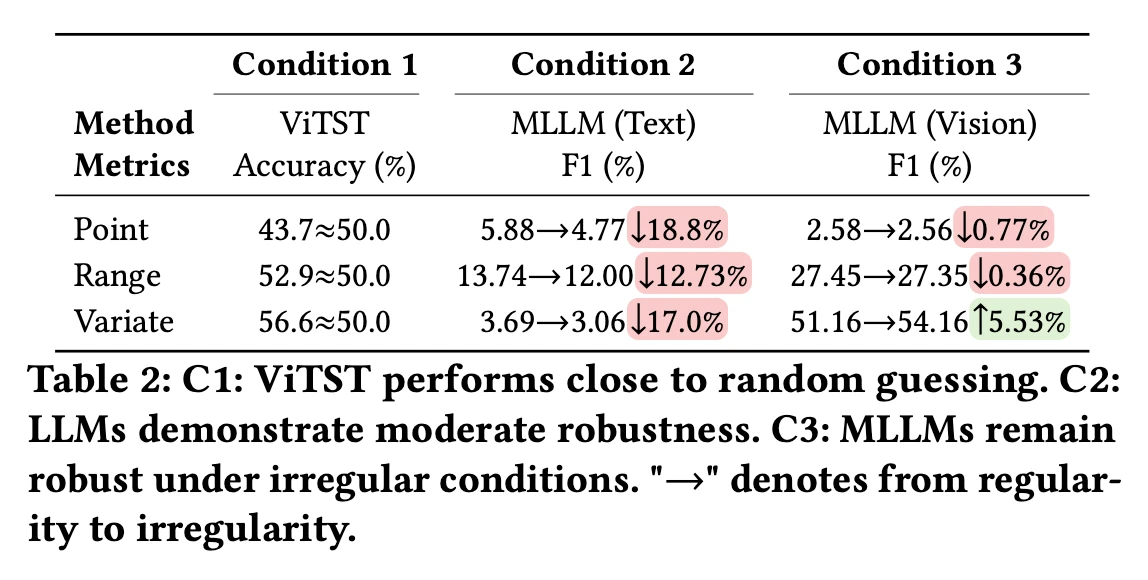 Condition 1 Condition 2 Condition 3
Method ViTST MLLM (Text) MLLM (Vision)
Metrics Accuracy (%) F1 (%) F1 (%)
Point 43.7≈50.0 5.88→4.77↓18.8% 2.58→2.56↓0.77%
Range 52.9≈50.0 13.74→12.00↓12.73% 27.45→27.35↓0.36%
Variate 56.6≈50.0 3.69→3.06↓17.0% 51.16→54.16↑5.53%
Table 2: C1: ViTST performs close to random guessing. C2:
LLMs demonstrate moderate robustness. C3: MLLMs remain
robust under irregular conditions. "→" denotes from regular-
ity to irregularity.